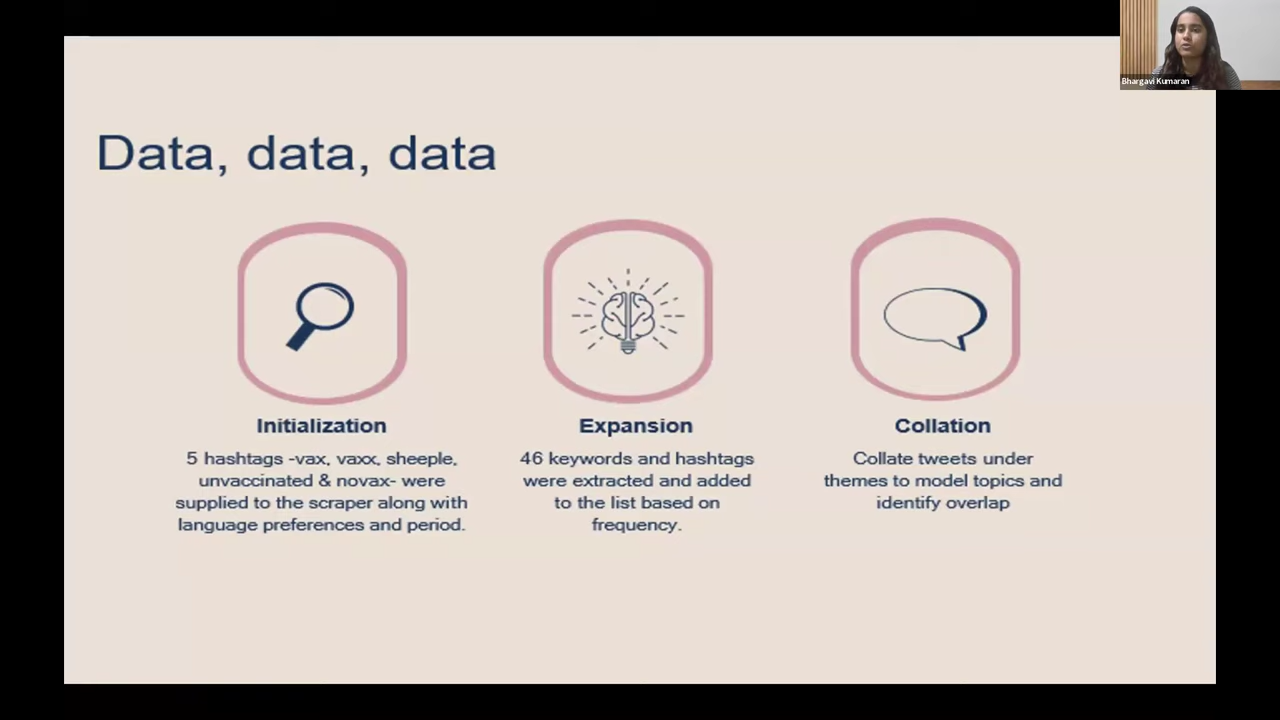 Bhargavi Kumaran
Data, data, data
Initialization
5 hashtags -vax, vaxx, sheeple,
unvaccinated & novax- were
supplied to the scraper along with
language preferences and period.
Expansion
46 keywords and hashtags
were extracted and added
to the list based on
frequency.
Collation
Collate tweets under
themes to model topics and
identify overlap